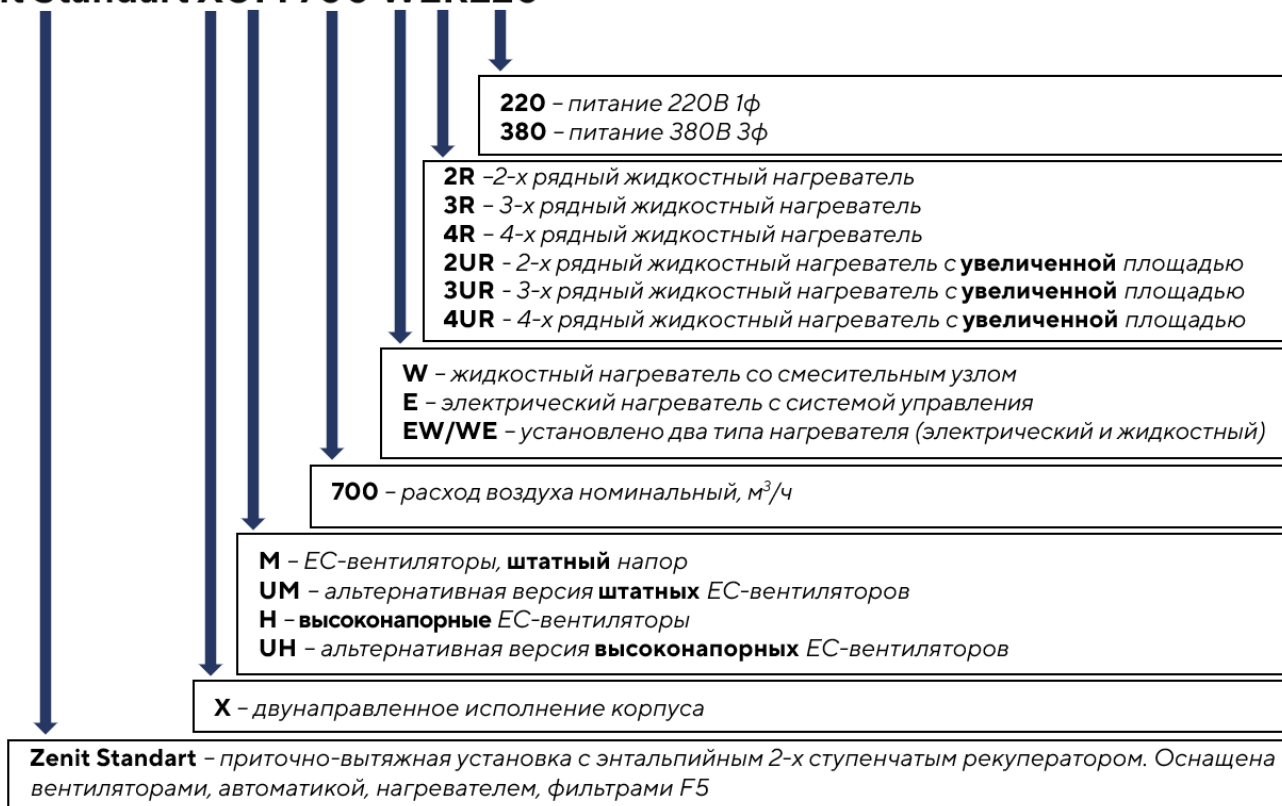 220 – питание 220В 1ф
380 – питание 380В 3ф
2R –2-х рядный жидкостный нагреватель
3R – 3-х рядный жидкостный нагреватель
4R – 4-х рядный жидкостный нагреватель
2UR - 2-х рядный жидкостный нагреватель с увеличенной площадью
3UR - 3-х рядный жидкостный нагреватель с увеличенной площадью
4UR - 4-х рядный жидкостный нагреватель с увеличенной площадью
W – жидкостный нагреватель со смесительным узлом
E – электрический нагреватель с системой управления
EW/WE – установлено два типа нагревателя (электрический и жидкостный)
700 – расход воздуха номинальный, м³/ч
M – ЕС-вентиляторы, штатный напор
UM – альтернативная версия штатных ЕС-вентиляторов
H – высоконапорные ЕС-вентиляторы
UH – альтернативная версия высоконапорных ЕС-вентиляторов
X – двунаправленное исполнение корпуса
Zenit Standart – приточно-вытяжная установка с энтальпийным 2-х ступенчатым рекуператором. Оснащена
вентиляторами, автоматикой, нагревателем, фильтрами F5